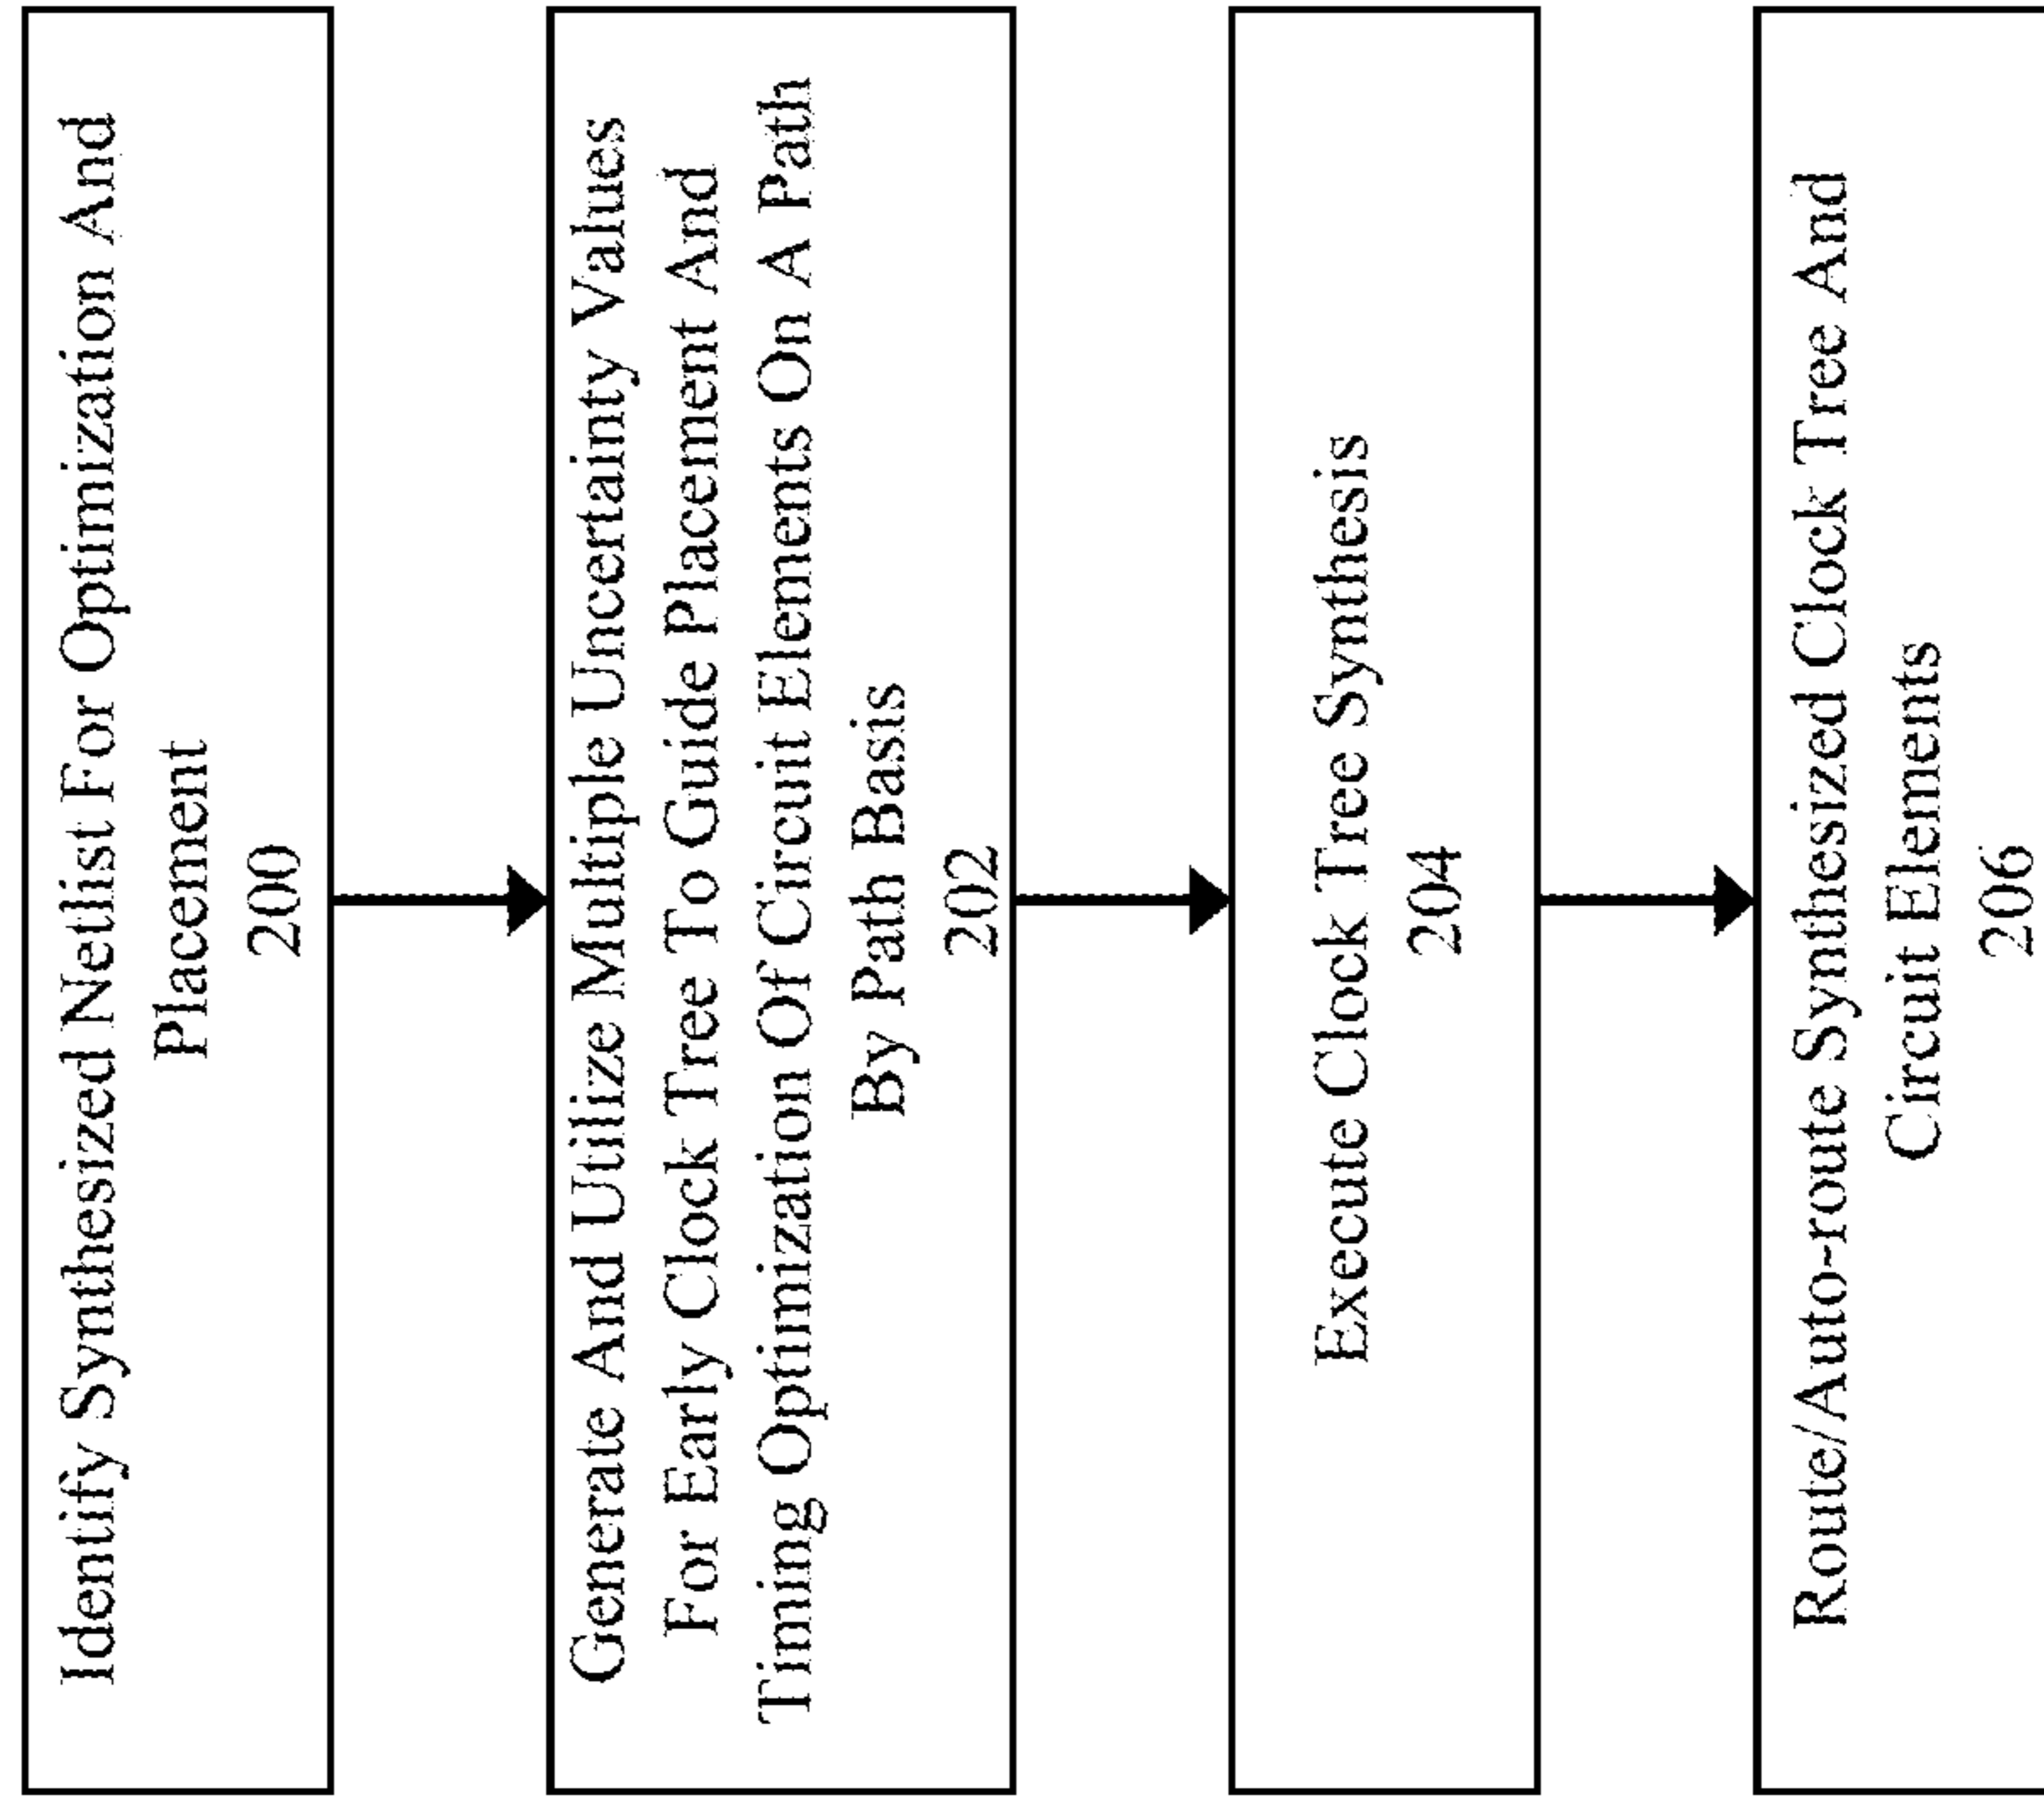 Identify Synthesized Netlist For Optimization And
Placement
200
Generate And Utilize Multiple Uncertainty Values
For Early Clock Tree To Guide Placement And
Timing Optimization Of Circuit Elements On A Path
By Path Basis
202
Execute Clock Tree Synthesis
204
Route/Auto-route Synthesized Clock Tree And
Circuit Elements
206